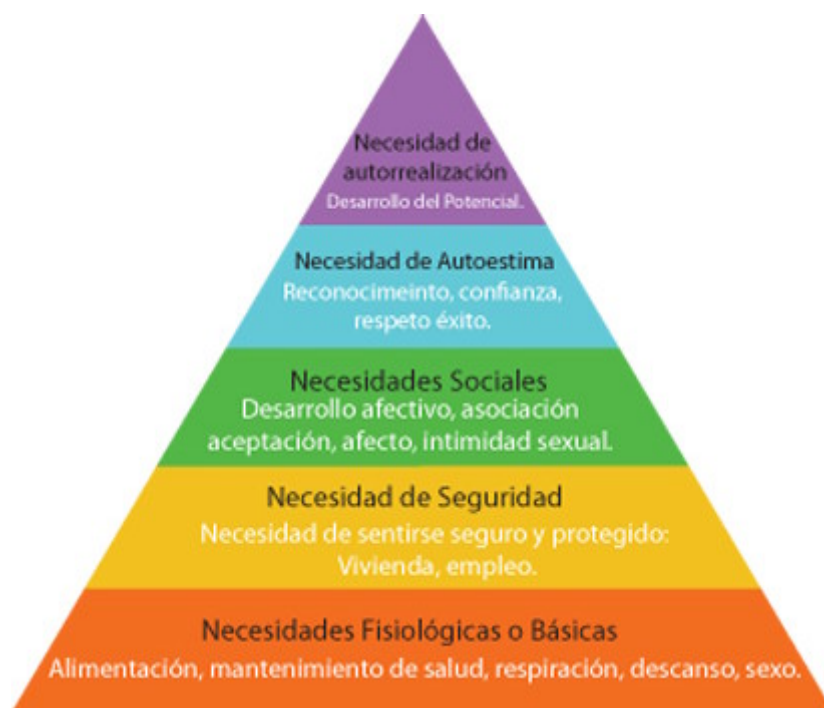 Necesidad de
autorrealización
Desarrollo del Potencial.
Necesidad de Autoestima
Reconocimeinto, confianza,
respeto éxito.
Necesidades Sociales
Desarrollo afectivo, asociación
aceptación, afecto, intimidad sexual.
Necesidad de Seguridad
Necesidad de sentirse seguro y protegido:
Vivienda, empleo.
Necesidades Fisiológicas o Básicas
Alimentación, mantenimiento de salud, respiración, descanso, sexo.